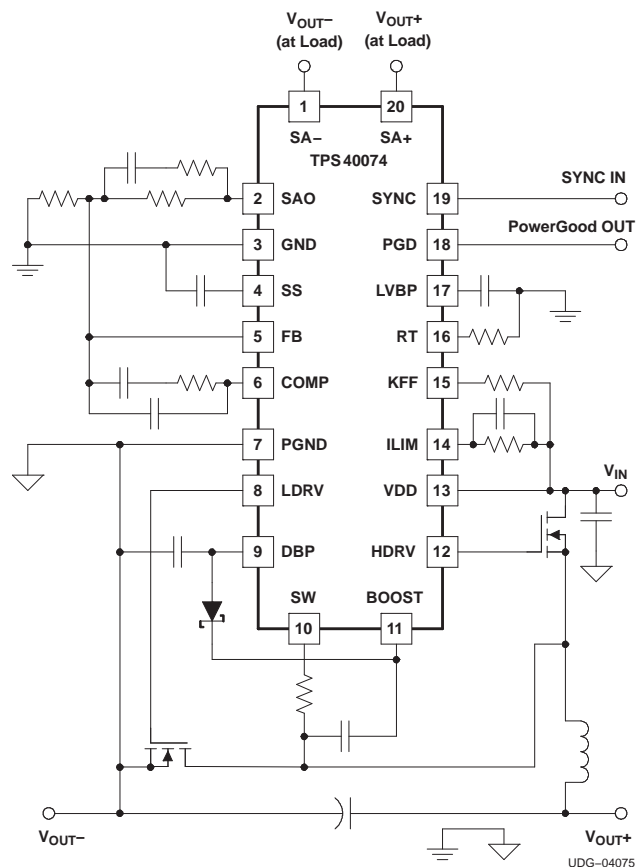 VOUT− VOUT+
(at Load) (at Load)
1 20
SA− SA+
TPS40074
SYNC IN
2 SAO SYNC 19
PowerGood OUT
3 GND PGD 18
4 SS LVBP 17
5 FB RT 16
6 COMP KFF 15
7 PGND ILIM 14
VIN
8 LDRV VDD 13
9 DBP HDRV 12
SW BOOST
10 11
VOUT− VOUT+
UDG−04075